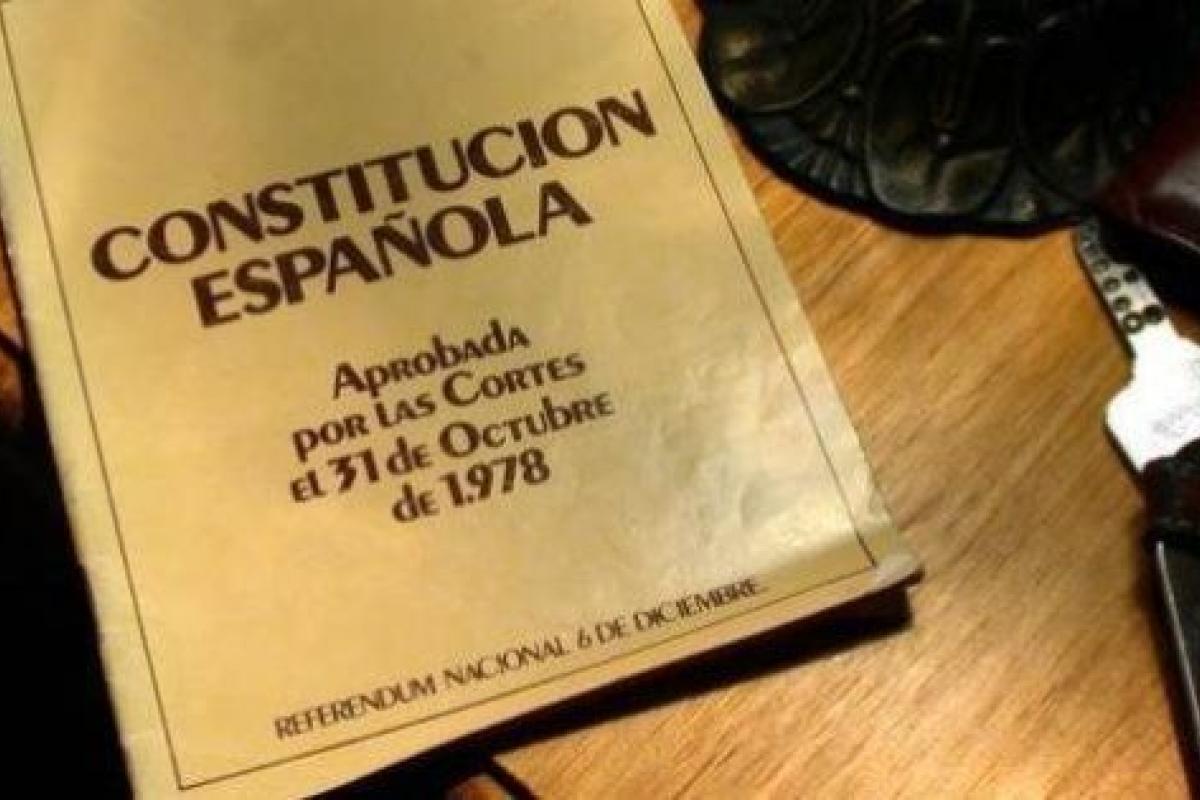 CONSTITUCION
ESPAÑOLA
Aprobada
por las Cortes
el 31 de Octubre
de 1.978
REFERENDUM NACIONAL 6 DE DICIEMBRE